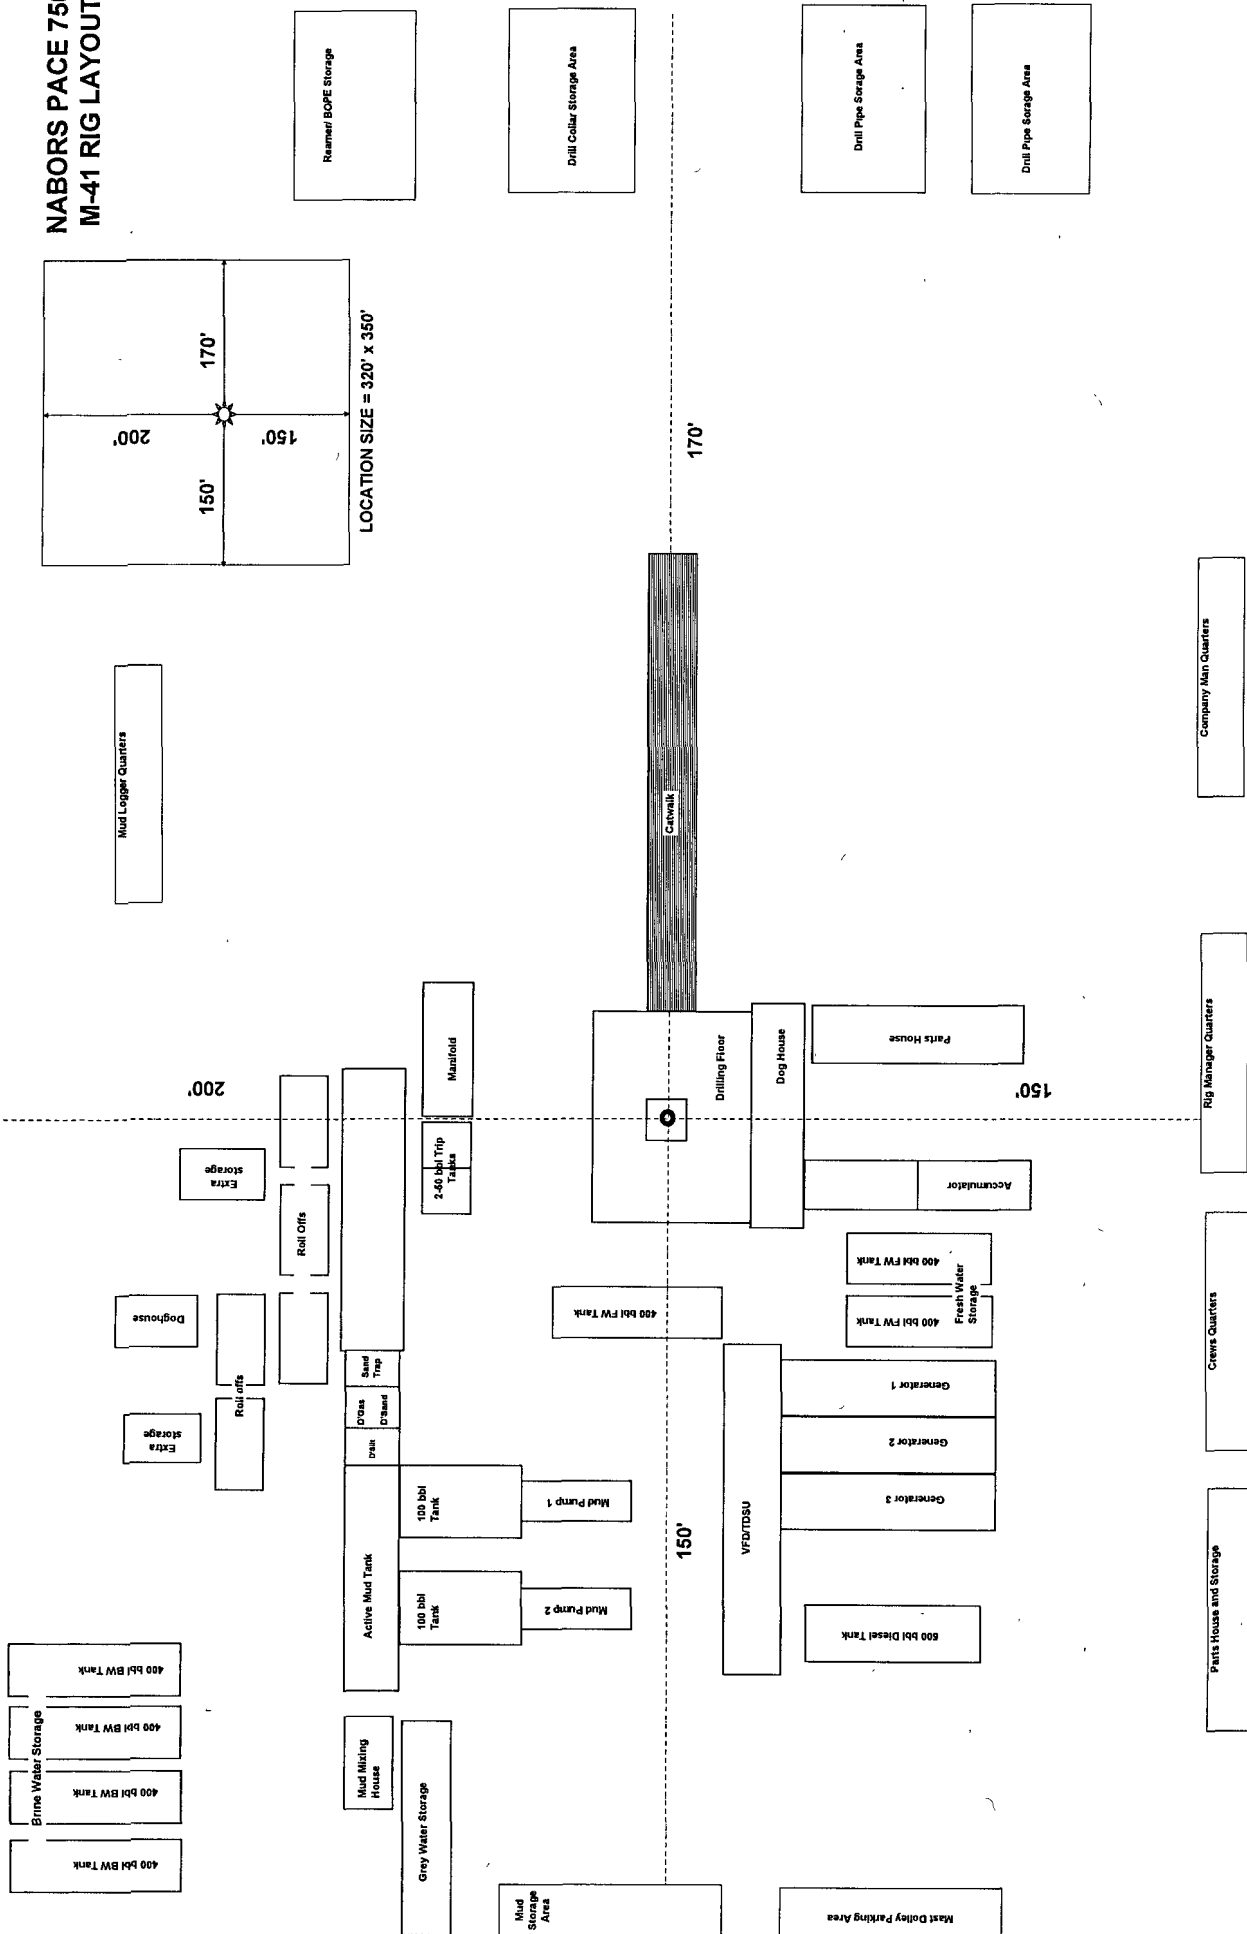 NABORS PACE 750
M-41 RIG LAYOUT
200'
150'
150'
170'
LOCATION SIZE = 320' x 350'
Reamer/ BOPE Storage
Drill Collar Storage Area
Drill Pipe Sorage Area
Drill Pipe Sorage Area
170'
Mud Logger Quarters
Catwalk
Company Man Quarters
200'
Manifold
2-50 bbl Trip
Tanks
Drilling Floor
Dog House
Parts House
150'
Rig Manager Quarters
Extra
storage
Roll Offs
Accumulator
Doghouse
Roll offs
Extra
storage
400 bbl FW Tank
400 bbl FW Tank
400 bbl FW Tank
Fresh Water
Storage
Crews Quarters
Sand
Trap
D'Gas
D'Sand
D'Silt
Active Mud Tank
100 bbl
Tank
Mud Pump 1
100 bbl
Tank
Mud Pump 2
150'
VFD/TDSU
Generator 1
Generator 2
Generator 3
500 bbl Diesel Tank
Parts House and Storage
Brine Water Storage
400 bbl BW Tank
400 bbl BW Tank
400 bbl BW Tank
400 bbl BW Tank
Mud Mixing
House
Grey Water Storage
Mud
Storage
Area
Mast Dolley Parking Area